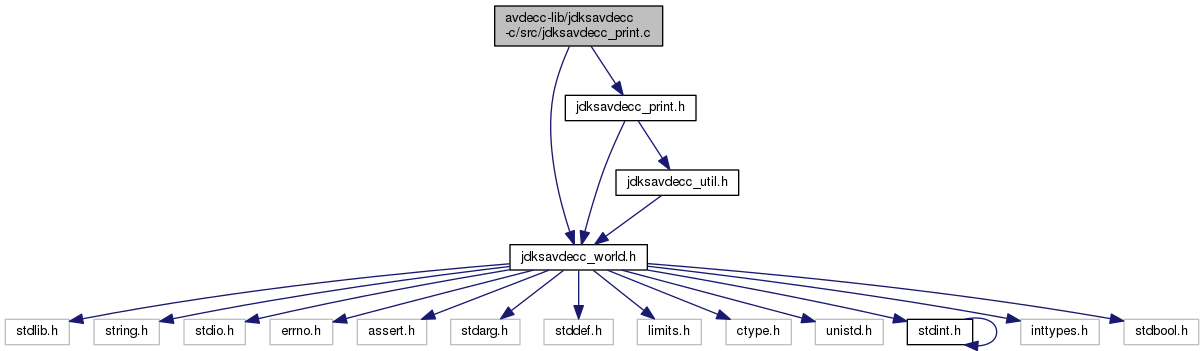 avdecc-lib/jdksavdecc
-c/src/jdksavdecc_print.c
jdksavdecc_print.h
jdksavdecc_util.h
jdksavdecc_world.h
stdlib.h
string.h
stdio.h
errno.h
assert.h
stdarg.h
stddef.h
limits.h
ctype.h
unistd.h
stdint.h
inttypes.h
stdbool.h